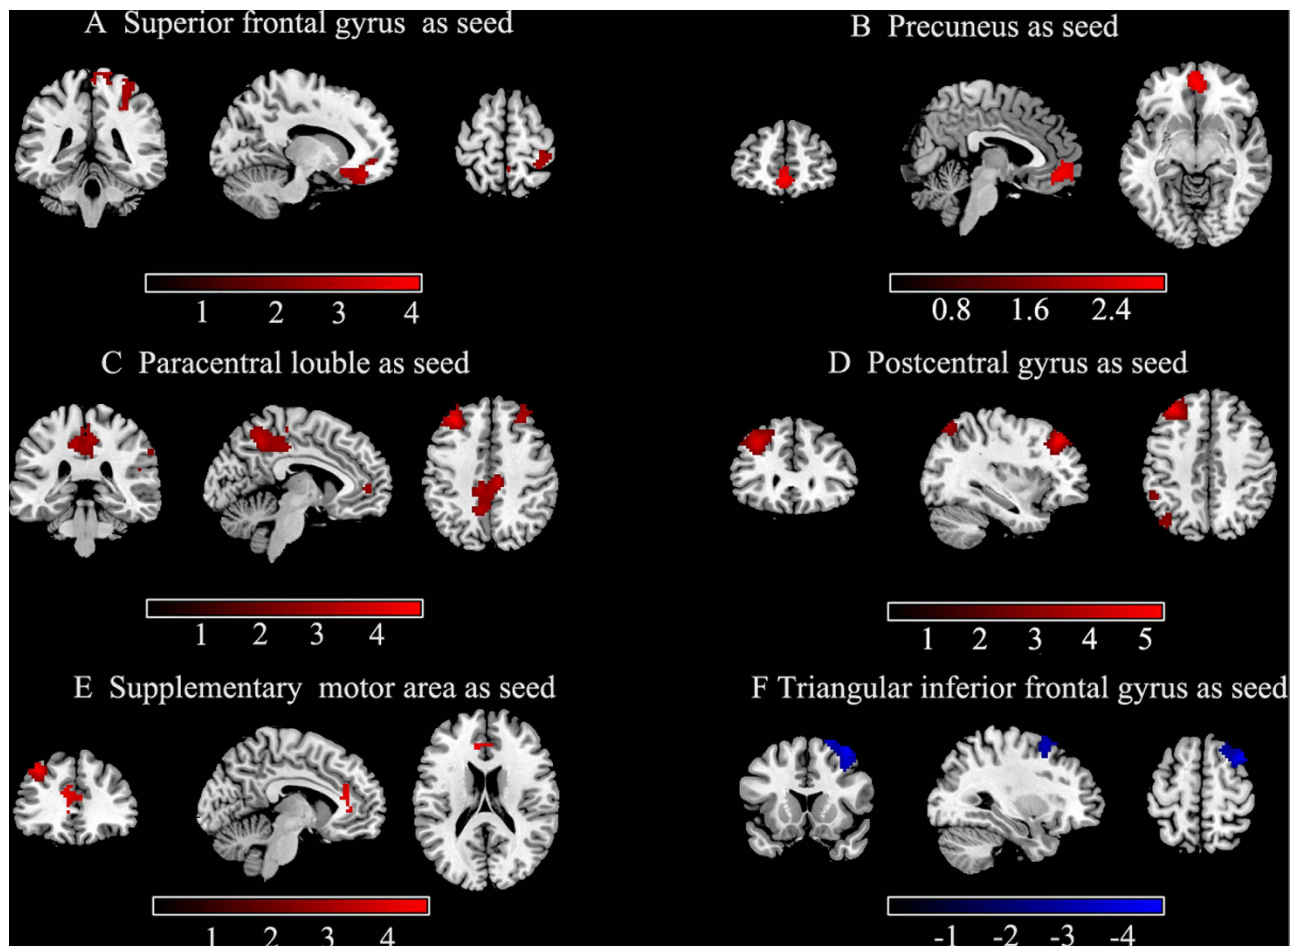 A Superior frontal gyrus as seed
B Precuneus as seed
1 2 3 4
0.8 1.6 2.4
C Paracentral louble as seed
D Postcentral gyrus as seed
1 2 3 4
1 2 3 5
E Supplementary motor area as seed
F Triangular inferior frontal gyrus as seed
1 2 3 4
-1 -2 -3 -4